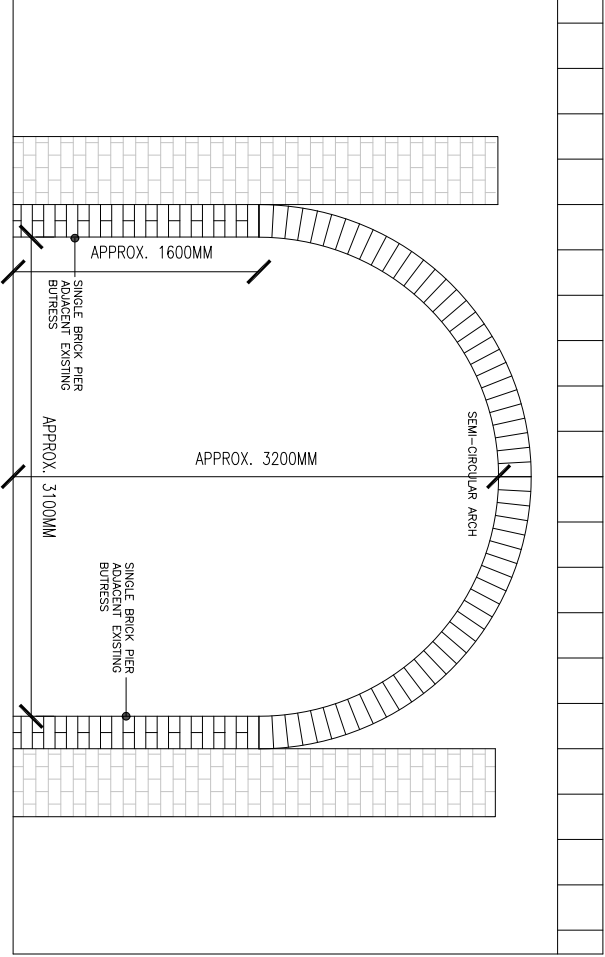 SEMI-CIRCULAR ARCH
APPROX. 3200MM
APPROX. 1600MM
SINGLE BRICK PIER
ADJACENT EXISTING
BUTRESS
SINGLE BRICK PIER
ADJACENT EXISTING
BUTRESS
APPROX. 3100MM